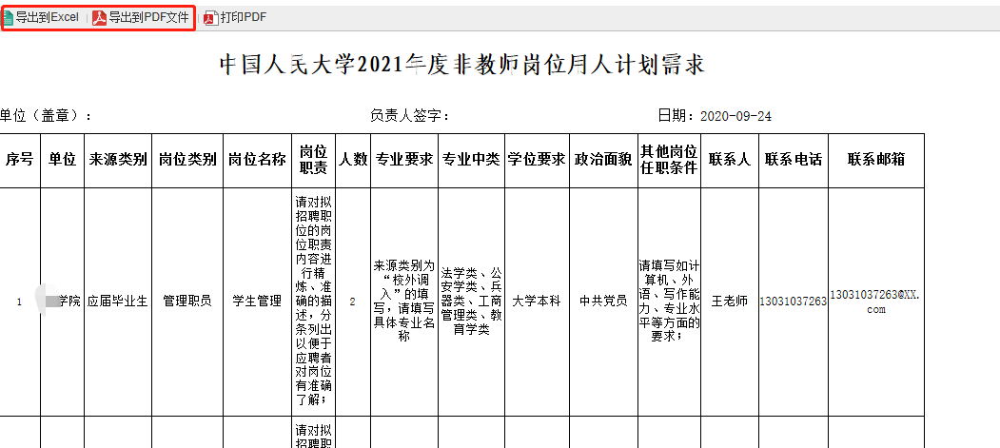 导出到Excel 导出到PDF文件 打印PDF
中国人民大学2021年度非教师岗位用人计划需求
单位（盖章）： 负责人签字： 日期：2020-09-24
序号 单位 来源类别 岗位类别 岗位名称 岗位职责 人数 专业要求 专业中类 学位要求 政治面貌 其他岗位任职条件 联系人 联系电话 联系邮箱
1
学院
应届毕业生
管理职员
学生管理
请对拟
招聘职
位的岗
位职责
内容进
行精
炼、准
确的描
述，分
条列出
以便于
应聘者
对岗位
有准确
了解；
2
来源类别为
“校外调
入”的填
写，请填写
具体专业名
称
法学类、公
安学类、兵
器类、工商
管理类、教
育学类
大学本科
中共党员
请填写如计
算机、外
语、写作能
力、专业水
平等方面的
要求；
王老师
13031037263
13031037263@XX.
com
请对拟
招聘职